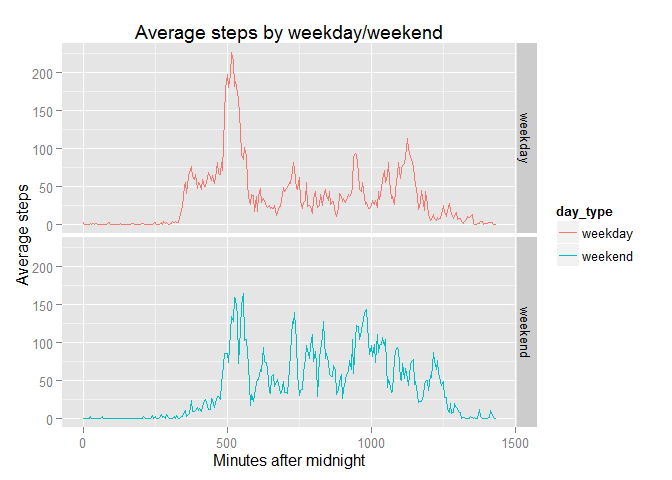 Average steps by weekday/weekend
Average steps
200
150
100
50
0
weekday
200
150
100
50
0
weekend
0 500 1000 1500
Minutes after midnight
day_type
weekday
weekend